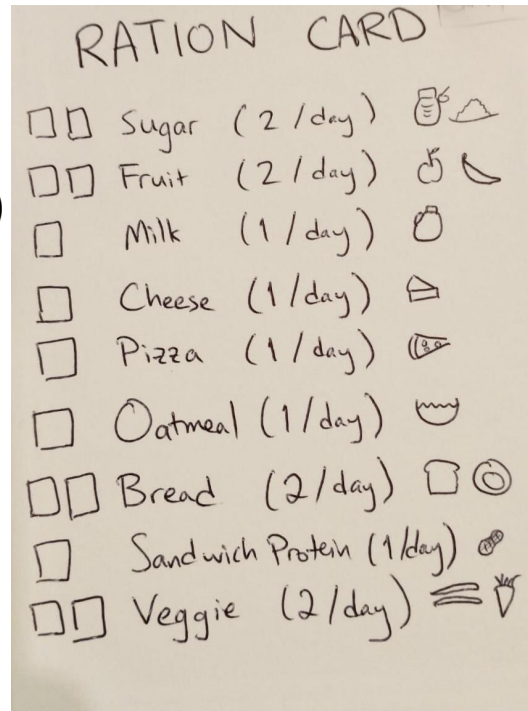 RATION CARD
Sugar (2/day)
Fruit (2/day)
Milk (1/day)
Cheese (1/day)
Pizza (1/day)
Oatmeal (1/day)
Bread (2/day)
Sandwich Protein (1/day)
Veggie (2/day)